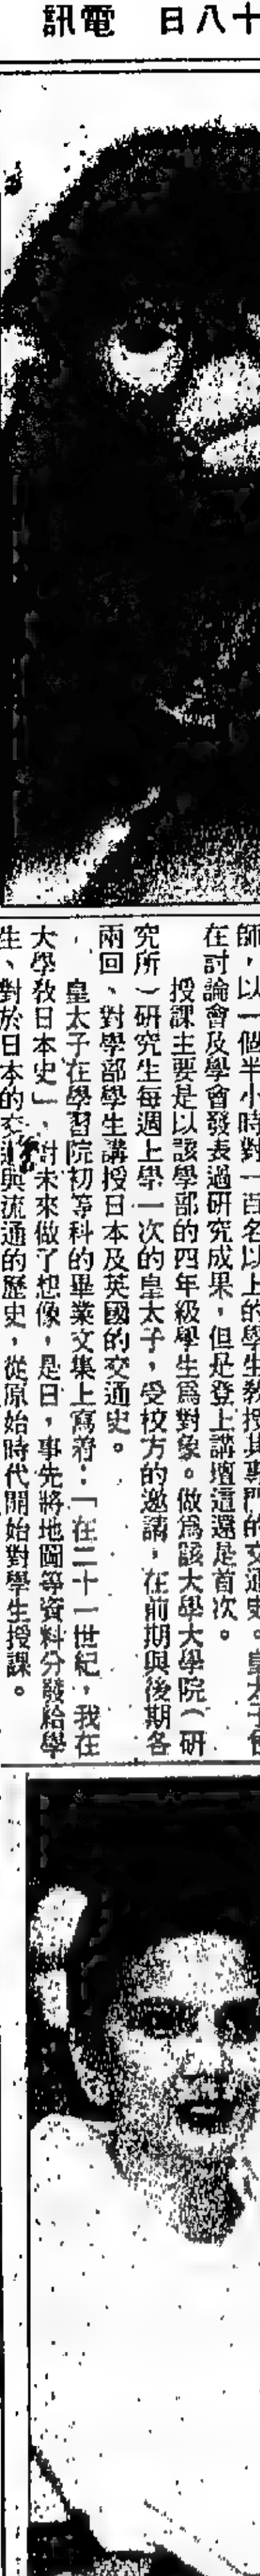 十八日 電訊
師，以一個半小時對一百名以上的學生教授其專門的交通史。皇太子曾
在討論會及學會發表過研究成果，但是登上講壇這還是首次。
授課主要是以該學部的四年級學生為對象。做為該大學大學院（研
究所）研究生每週上學一次的皇太子，受校方的邀請，在前期與後期各
兩回、對學部學生講授日本及英國的交通史。
皇太子在學習院初等科的畢業文集上寫着，「在二十一世紀，我在
大學教日本史」，對未來做了想像，是日，事先將地圖等資料分發給學
生、對於日本的交通與流通的歷史，從原始時代開始對學生授課。